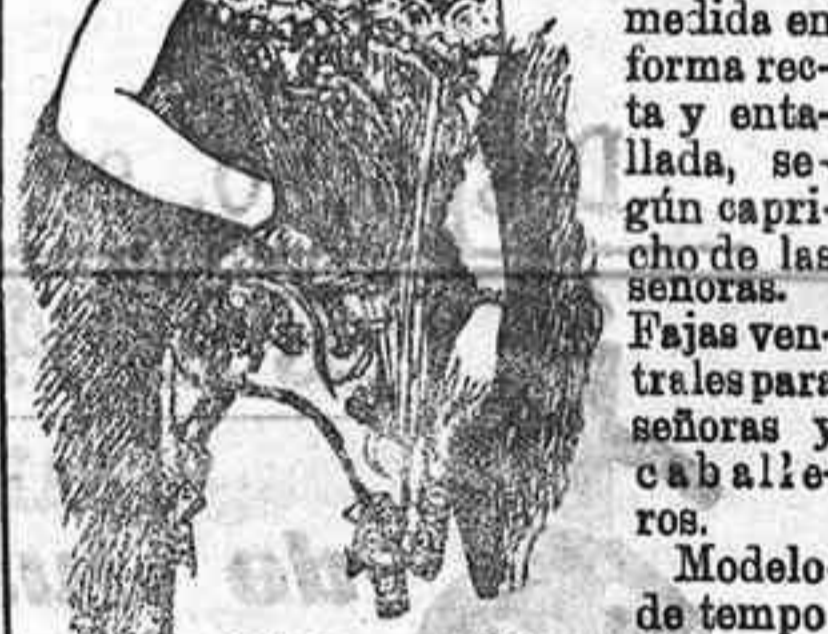 medida en
forma rec-
ta y enta-
llada, se-
gún capri-
cho de las
señoras.
Fajas ven-
trales para
señoras y
caballe-
ros.
Modelo
de tempo